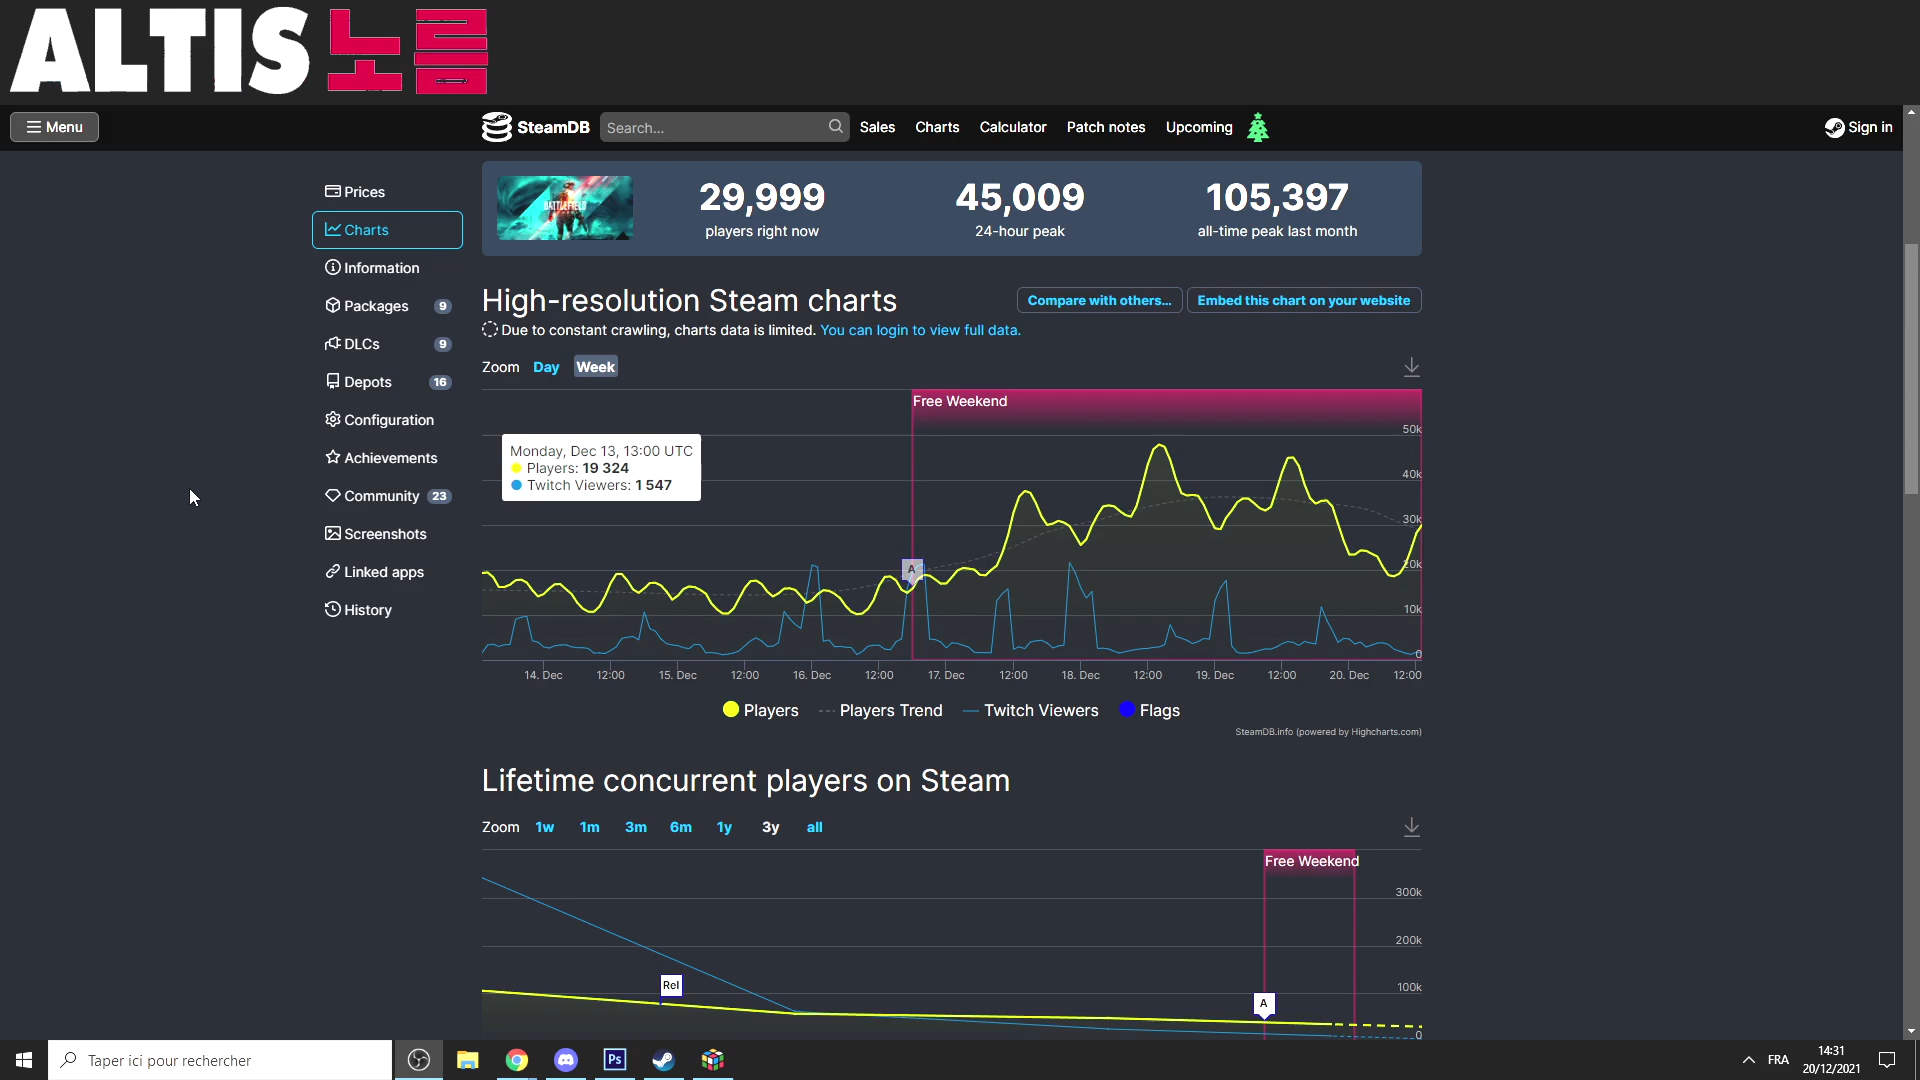 ALTIS 노름
Menu
SteamDB
Search...
Sales
Charts
Calculator
Patch notes
Upcoming
Sign in
Prices
Charts
Information
Packages 9
DLCs 9
Depots 16
Configuration
Achievements
Community 23
Screenshots
Linked apps
History
BATTLEFIELD
29,999
players right now
45,009
24-hour peak
105,397
all-time peak last month
High-resolution Steam charts
Compare with others...
Embed this chart on your website
Due to constant crawling, charts data is limited. You can login to view full data.
Zoom Day Week
Free Weekend
Monday, Dec 13, 13:00 UTC
Players: 19 324
Twitch Viewers: 1 547
50k
40k
30k
20k
10k
0
A
14. Dec 12:00 15. Dec 12:00 16. Dec 12:00 17. Dec 12:00 18. Dec 12:00 19. Dec 12:00 20. Dec 12:00
Players Players Trend Twitch Viewers Flags
SteamDB.info (powered by Highcharts.com)
Lifetime concurrent players on Steam
Zoom 1w 1m 3m 6m 1y 3y all
Free Weekend
300k
200k
100k
0
Rel
A
Taper ici pour rechercher
Ps
FRA
14:31
20/12/2021